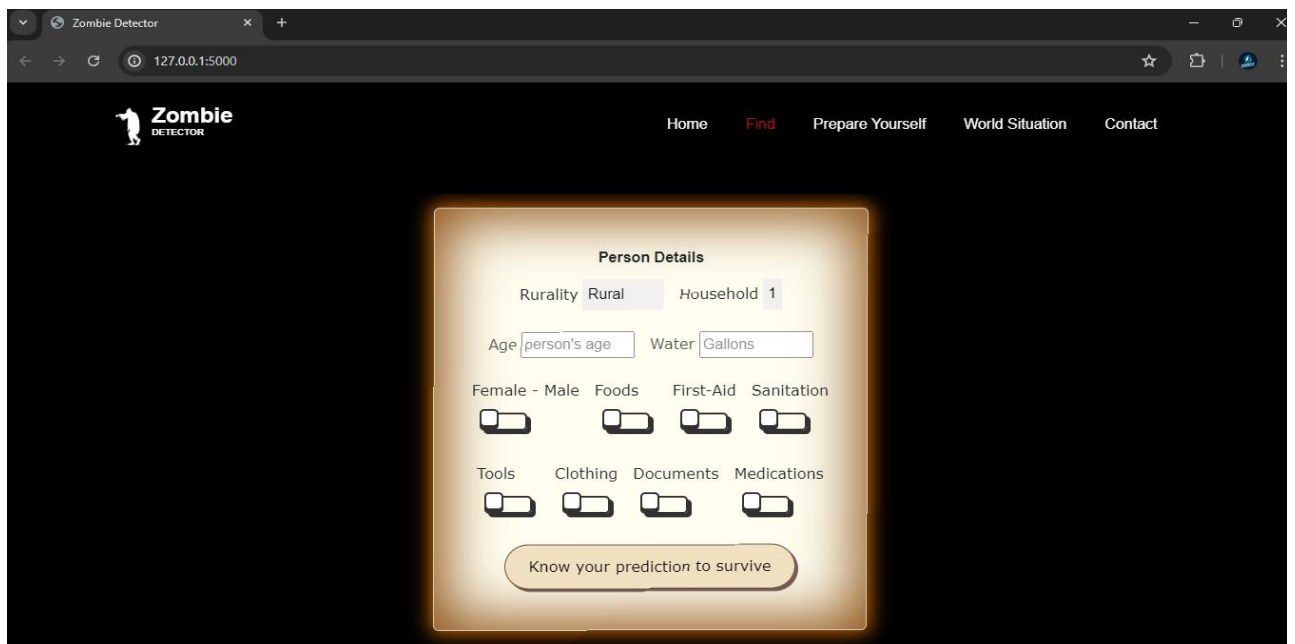 Zombie Detector
127.0.0.1:5000
Zombie
DETECTOR
Home Find Prepare Yourself World Situation Contact
Person Details
Rurality Rural Household 1
Age person's age Water Gallons
Female - Male Foods First-Aid Sanitation
Tools Clothing Documents Medications
Know your prediction to survive